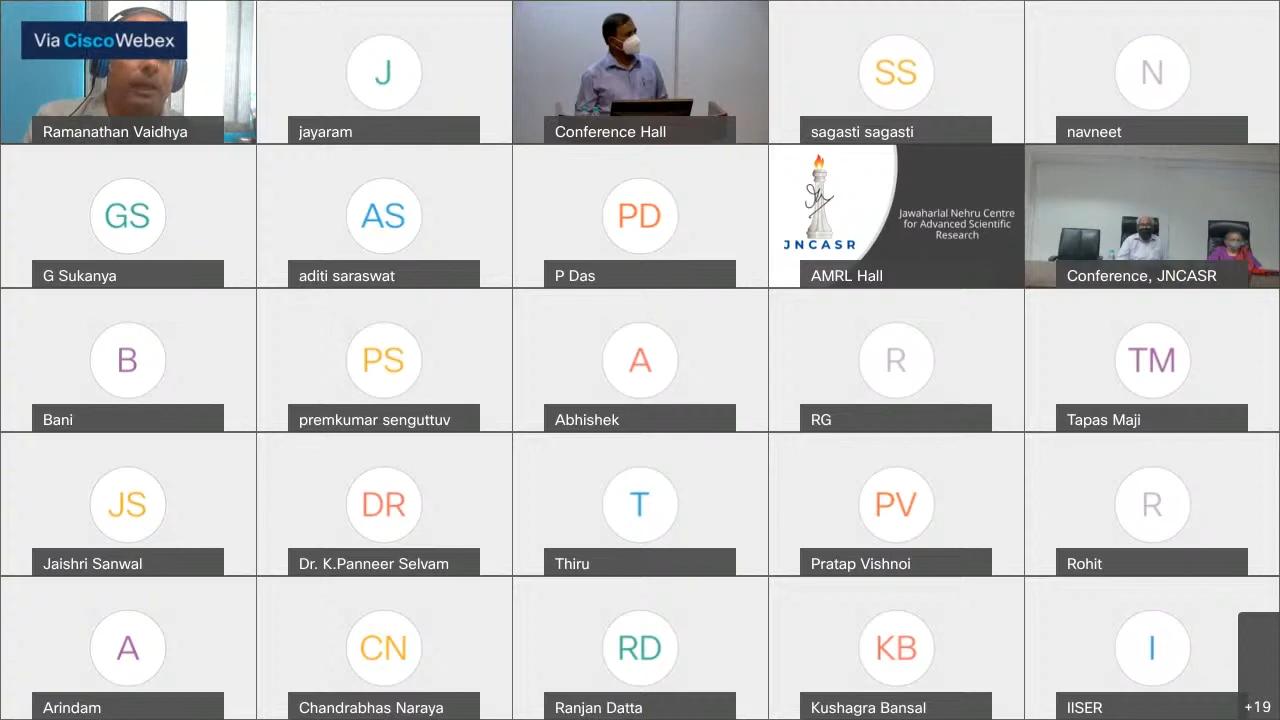 Via CiscoWebex
Ramanathan Vaidhya
J
jayaram
Conference Hall
SS
sagasti sagasti
N
navneet
GS
G Sukanya
AS
aditi saraswat
PD
P Das
JNCASR
Jawaharlal Nehru Centre
for Advanced Scientific
Research
AMRL Hall
Conference, JNCASR
B
Bani
PS
premkumar senguttuv
A
Abhishek
R
RG
TM
Tapas Maji
JS
Jaishri Sanwal
DR
Dr. K.Panneer Selvam
T
Thiru
PV
Pratap Vishnoi
R
Rohit
A
Arindam
CN
Chandrabhas Naraya
RD
Ranjan Datta
KB
Kushagra Bansal
I
IISER
+19